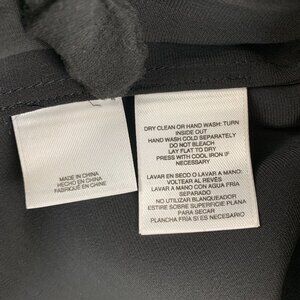 MADE IN CHINA
HECHO EN CHINA
FABRIQUÉ EN CHINE
DRY CLEAN OR HAND WASH: TURN
INSIDE OUT
HAND WASH COLD SEPARATELY
DO NOT BLEACH
LAY FLAT TO DRY
PRESS WITH COOL IRON IF
NECESSARY
LAVAR EN SECO O LAVAR A MANO:
VOLTEAR AL REVÉS
LAVAR A MANO CON AGUA FRÍA
SEPARADO
NO UTILIZAR BLANQUEADOR
ESTIRE SOBRE SUPERFICIE PLANA
PARA SECAR
PLANCHA FRÍA SI ES NECESARIO